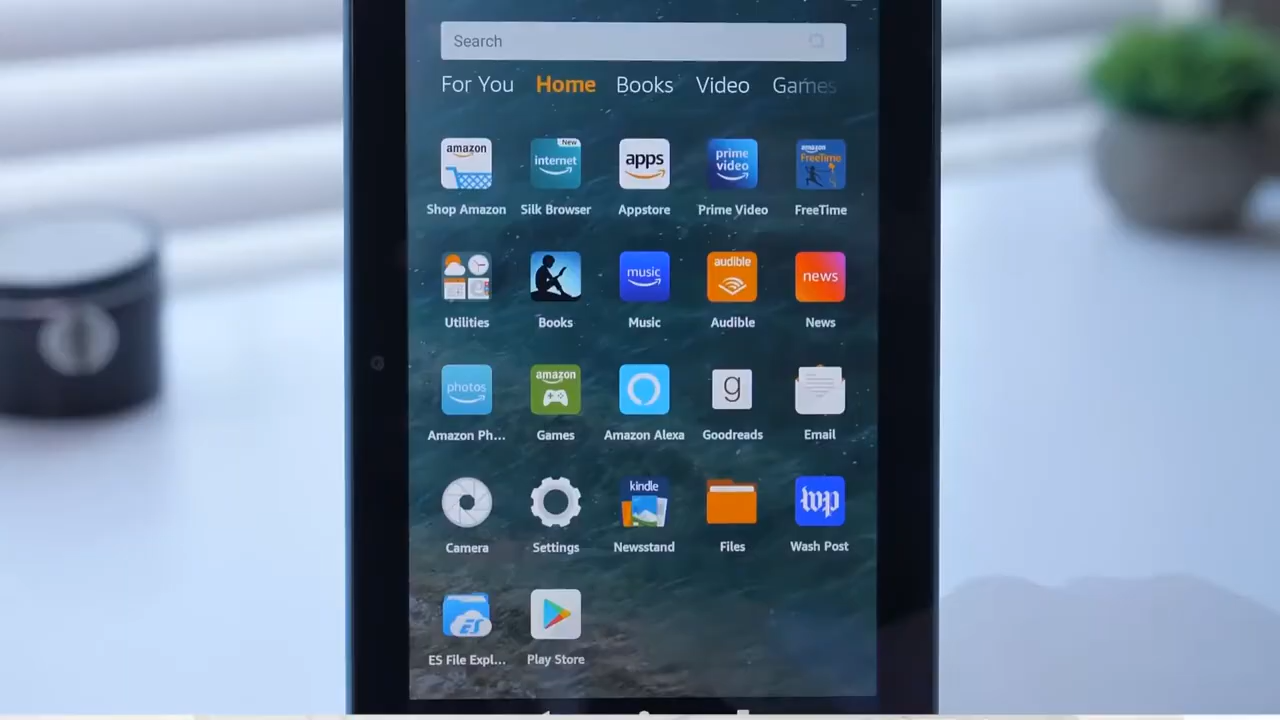 Search
For You Home Books Video Games
amazon
New
internet
apps
prime video
amazon FreeTime
Shop Amazon Silk Browser Appstore Prime Video FreeTime
music
audible
news
Utilities Books Music Audible News
photos
amazon
g
Amazon Ph... Games Amazon Alexa Goodreads Email
kindle
wp
Camera Settings Newsstand Files Wash Post
ES
ES File Expl... Play Store